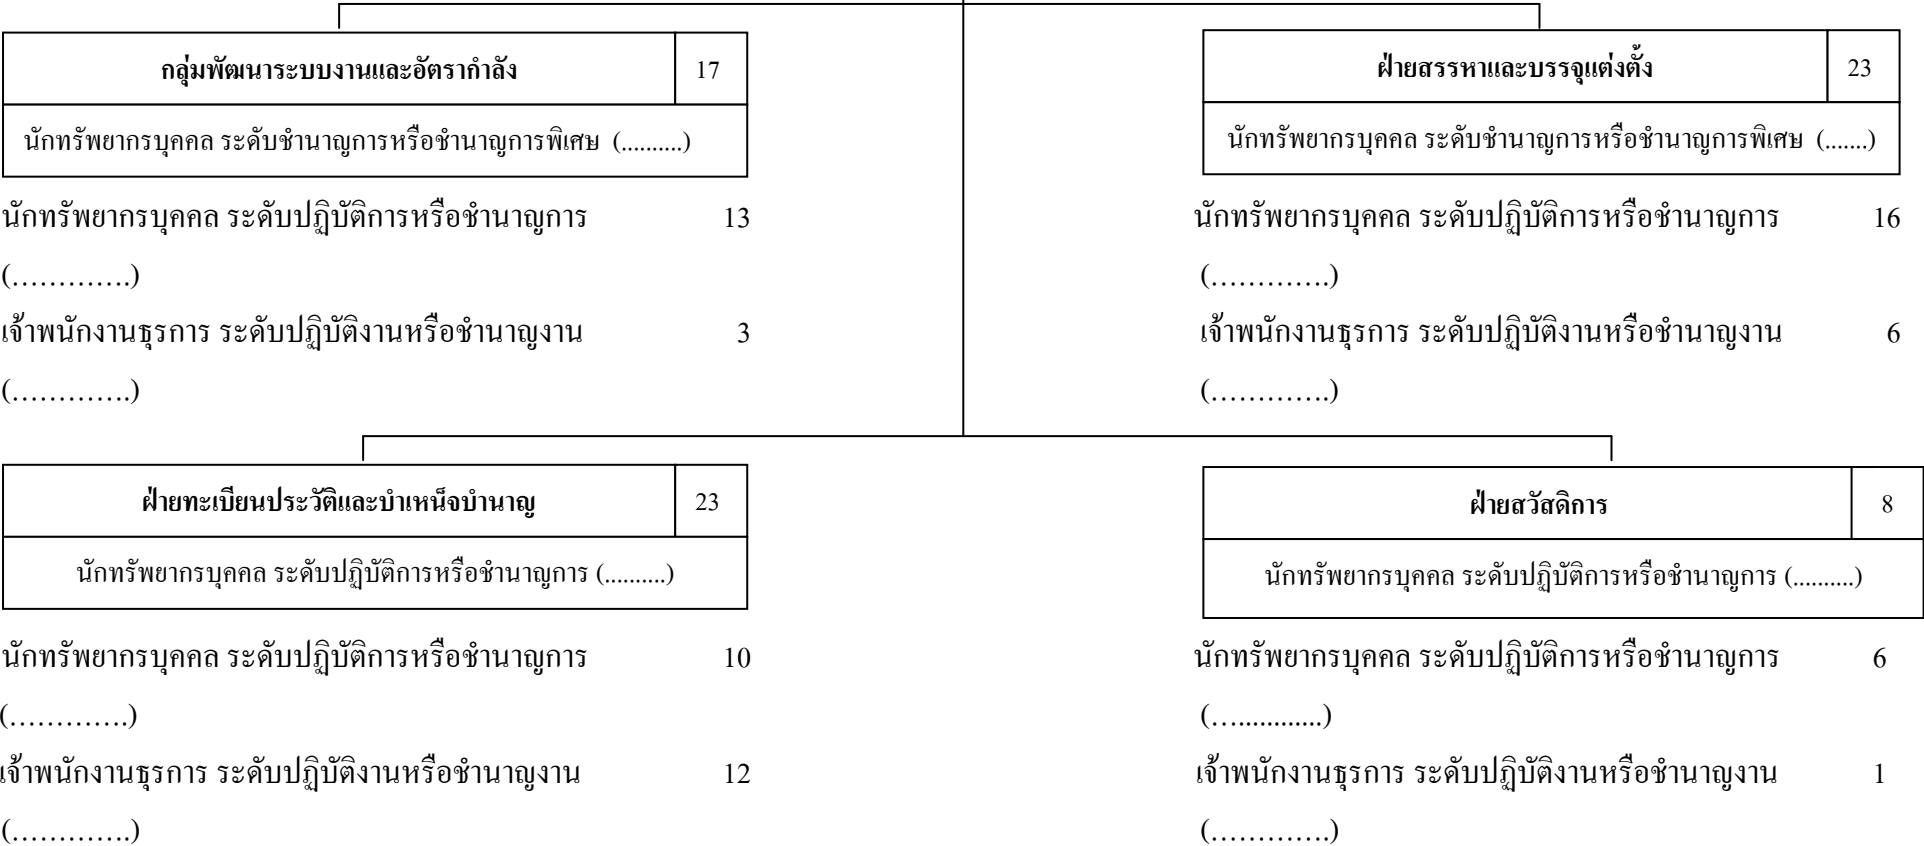 กลุ่มพัฒนาระบบงานและอัตรากำลัง 17
นักทรัพยากรบุคคล ระดับชำนาญการหรือชำนาญการพิเศษ (..........)
นักทรัพยากรบุคคล ระดับปฏิบัติการหรือชำนาญการ 13
(………….)
เจ้าพนักงานธุรการ ระดับปฏิบัติงานหรือชำนาญงาน 3
(………….)
ฝ่ายสรรหาและบรรจุแต่งตั้ง 23
นักทรัพยากรบุคคล ระดับชำนาญการหรือชำนาญการพิเศษ (.......)
นักทรัพยากรบุคคล ระดับปฏิบัติการหรือชำนาญการ 16
(………….)
เจ้าพนักงานธุรการ ระดับปฏิบัติงานหรือชำนาญงาน 6
(………….)
ฝ่ายทะเบียนประวัติและบำเหน็จบำนาญ 23
นักทรัพยากรบุคคล ระดับปฏิบัติการหรือชำนาญการ (..........)
นักทรัพยากรบุคคล ระดับปฏิบัติการหรือชำนาญการ 10
(………….)
เจ้าพนักงานธุรการ ระดับปฏิบัติงานหรือชำนาญงาน 12
(………….)
ฝ่ายสวัสดิการ 8
นักทรัพยากรบุคคล ระดับปฏิบัติการหรือชำนาญการ (..........)
นักทรัพยากรบุคคล ระดับปฏิบัติการหรือชำนาญการ 6
(…............)
เจ้าพนักงานธุรการ ระดับปฏิบัติงานหรือชำนาญงาน 1
(………….)